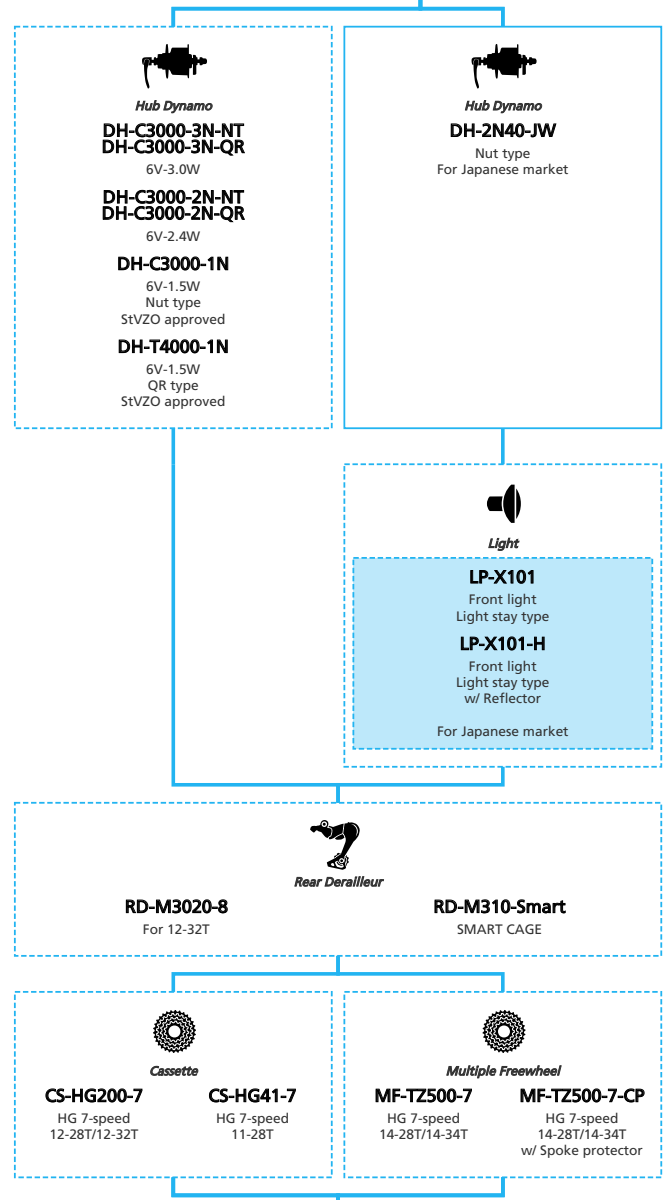 Hub Dynamo
DH-C3000-3N-NT
DH-C3000-3N-QR
6V-3.0W
DH-C3000-2N-NT
DH-C3000-2N-QR
6V-2.4W
DH-C3000-1N
6V-1.5W
Nut type
StVZO approved
DH-T4000-1N
6V-1.5W
QR type
StVZO approved
Hub Dynamo
DH-2N40-JW
Nut type
For Japanese market
Light
LP-X101
Front light
Light stay type
LP-X101-H
Front light
Light stay type
w/ Reflector
For Japanese market
Rear Derailleur
RD-M3020-8
For 12-32T
RD-M310-Smart
SMART CAGE
Cassette
CS-HG200-7
HG 7-speed
12-28T/12-32T
CS-HG41-7
HG 7-speed
11-28T
Multiple Freewheel
MF-TZ500-7
HG 7-speed
14-28T/14-34T
MF-TZ500-7-CP
HG 7-speed
14-28T/14-34T
w/ Spoke protector